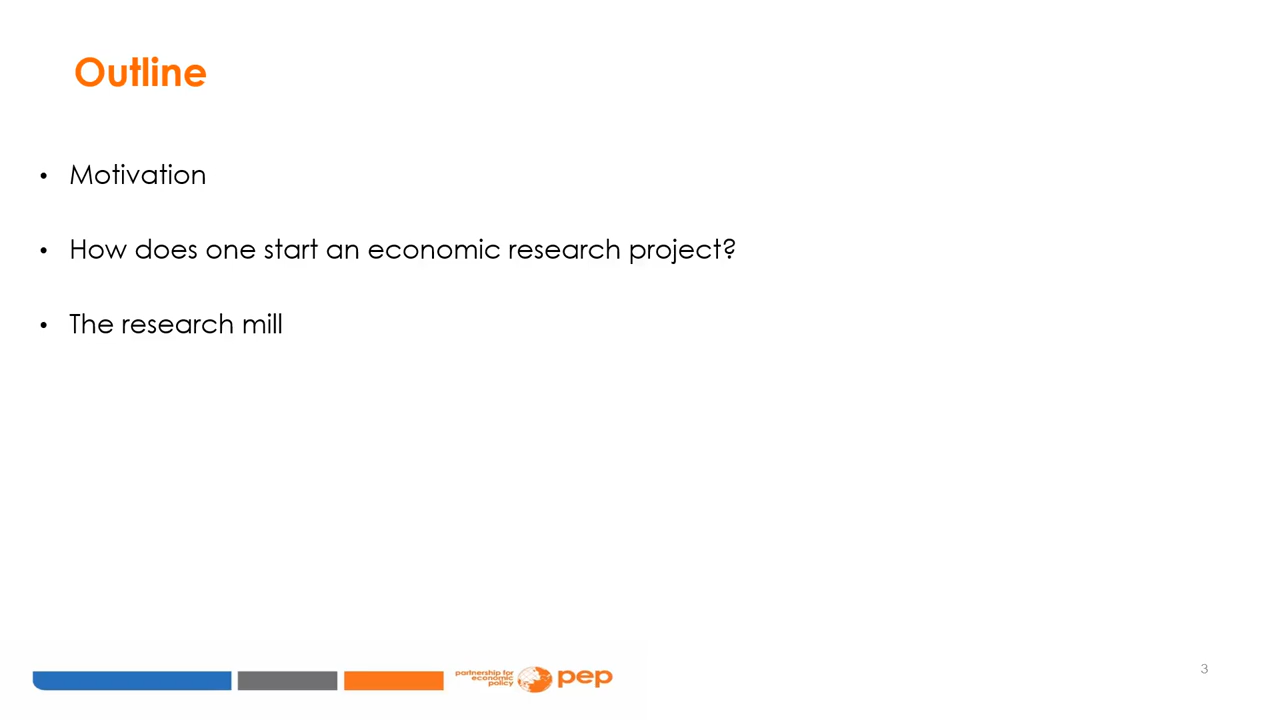 Outline
• Motivation
• How does one start an economic research project?
• The research mill
partnership for
economic
policy
pep
3